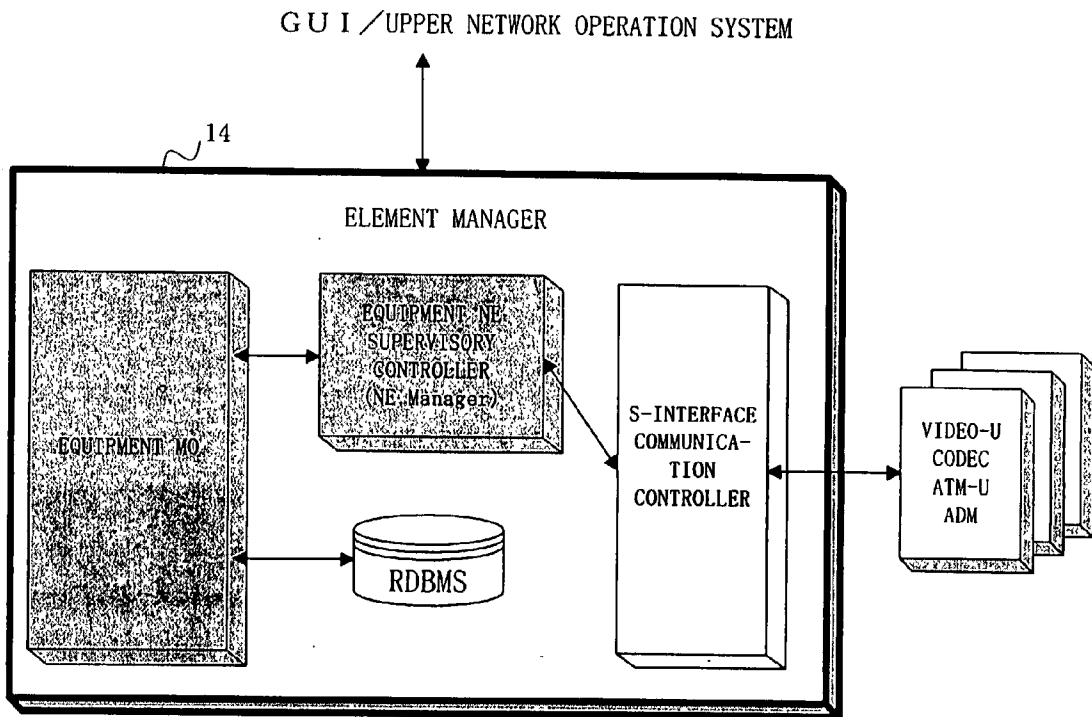 GUI/UPPER NETWORK OPERATION SYSTEM
14
ELEMENT MANAGER
EQUIPMENT NE
SUPERVISORY
CONTROLLER
(NE Manager)
EQUIPMENT MO
S-INTERFACE
COMMUNICA-
TION
CONTROLLER
VIDEO-U
CODEC
ATM-U
ADM
RDBMS